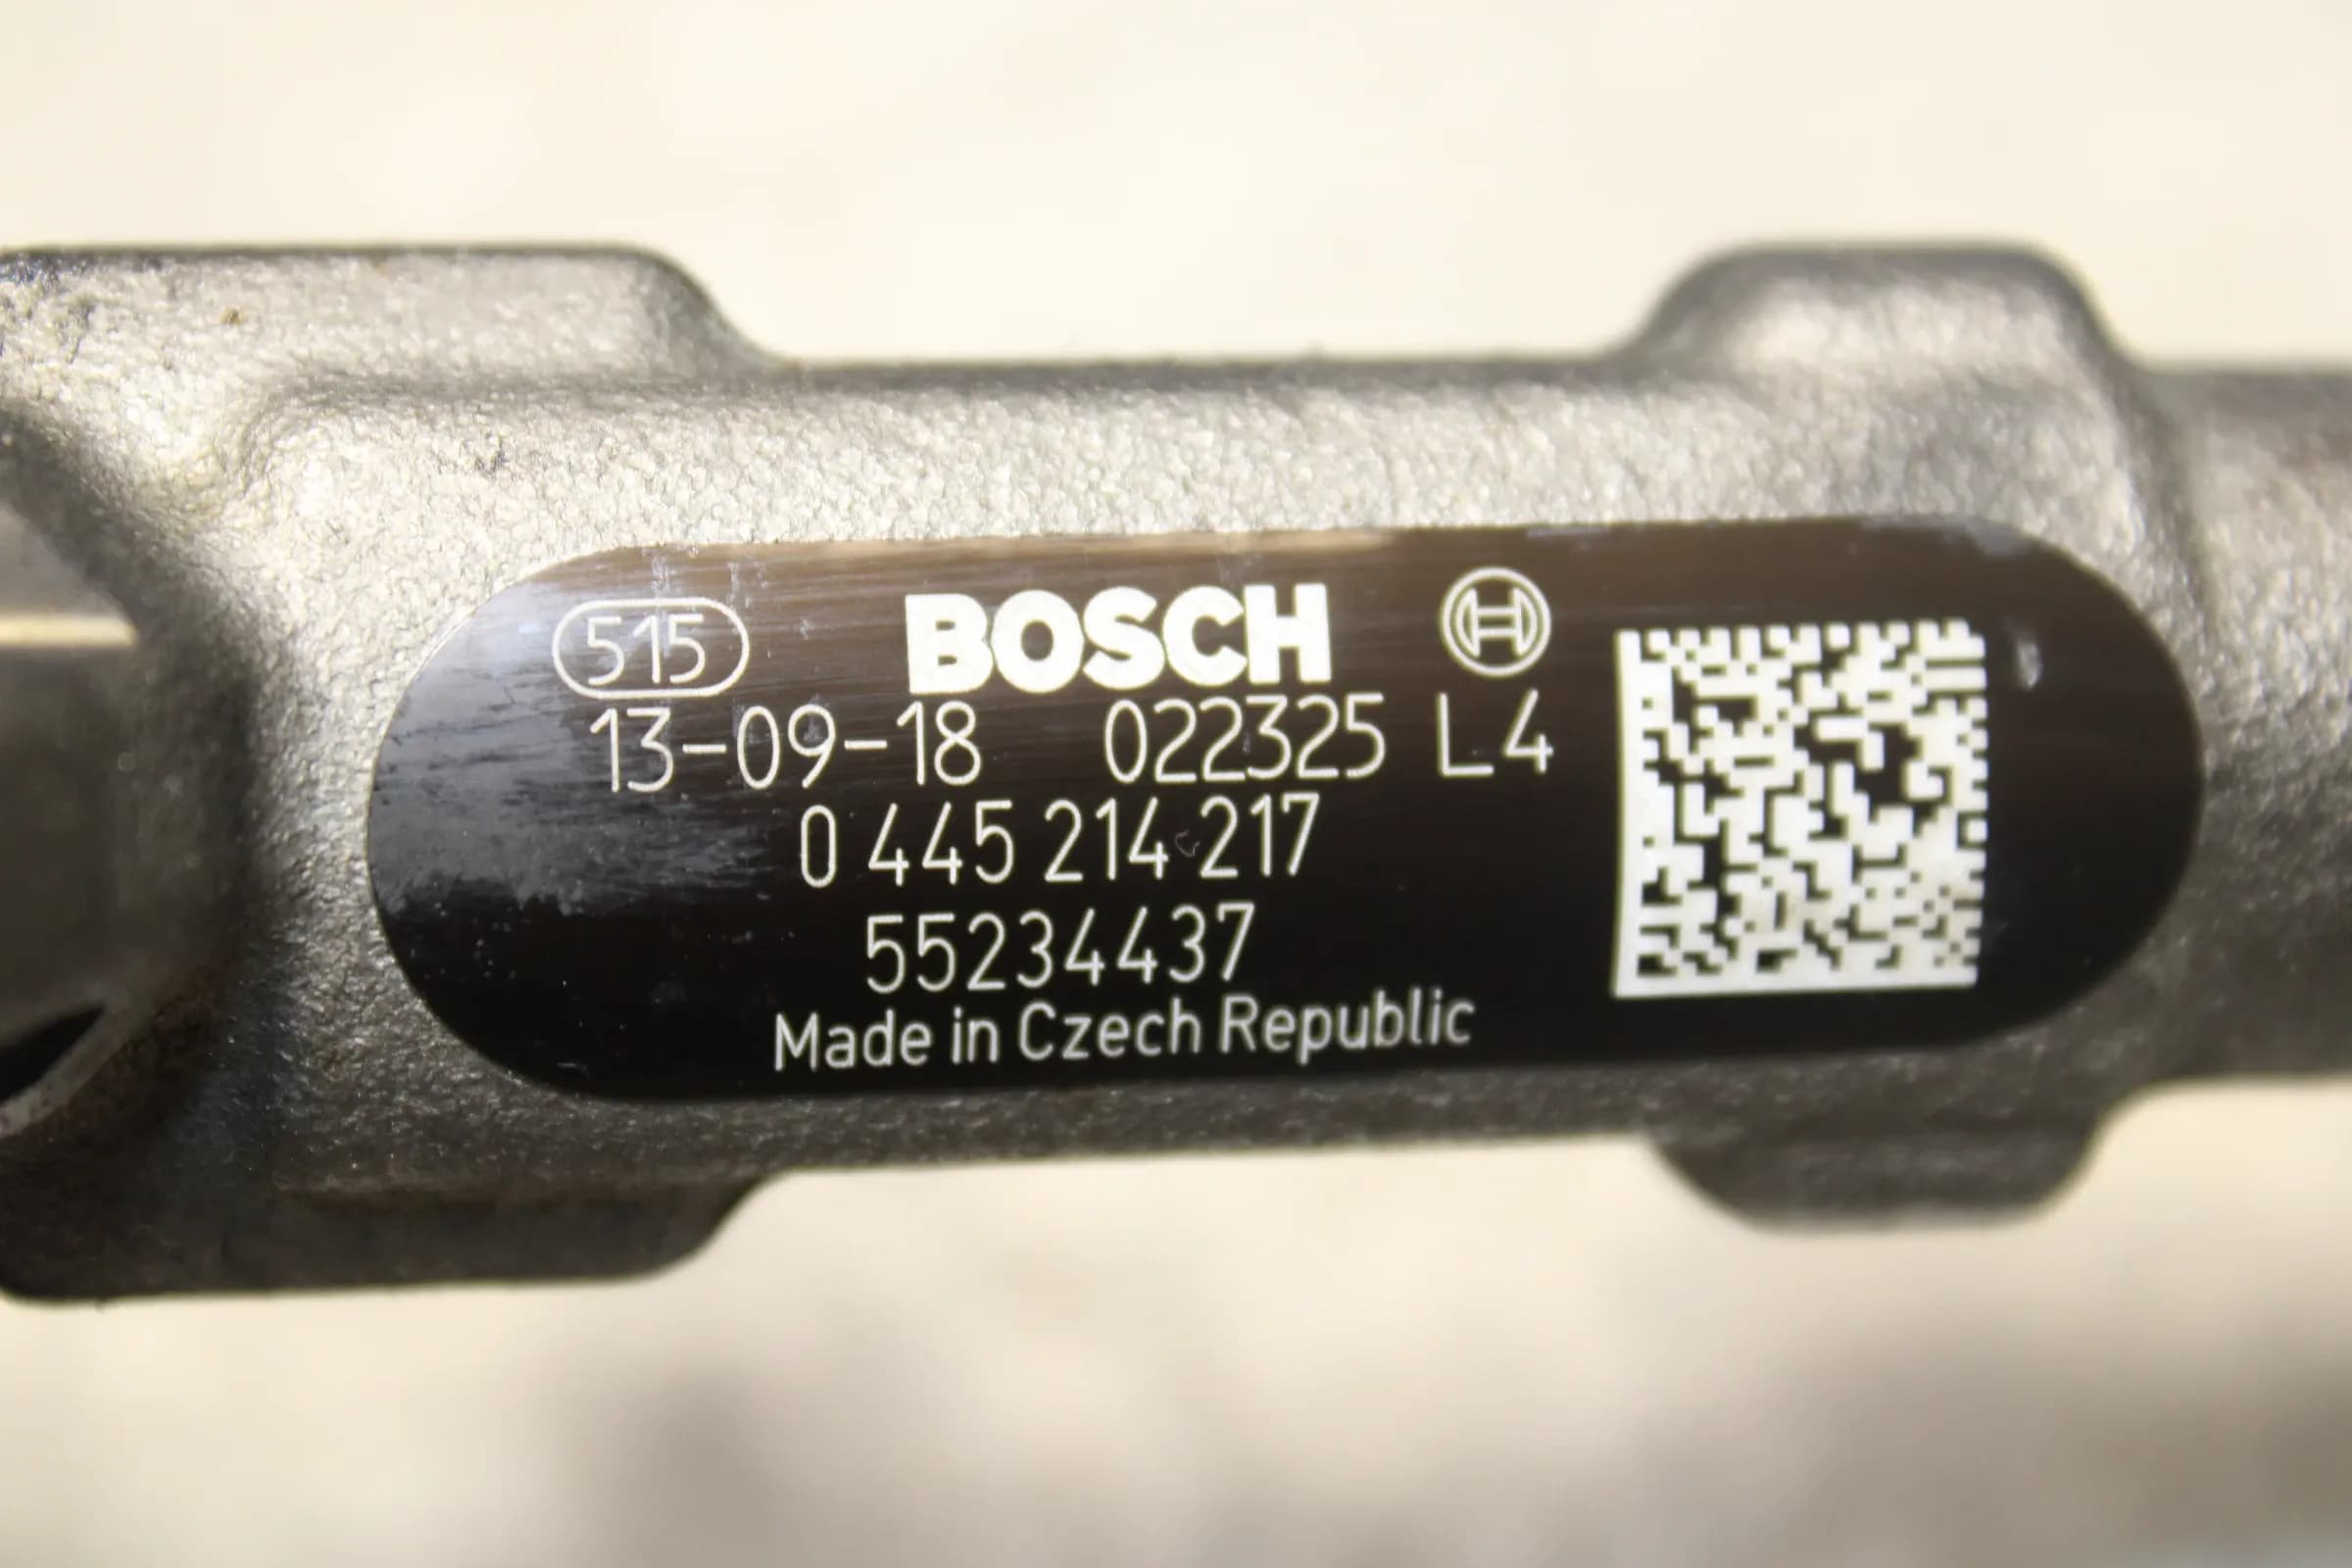 515 BOSCH
13-09-18 022325 L4
0 445 214 217
55234437
Made in Czech Republic